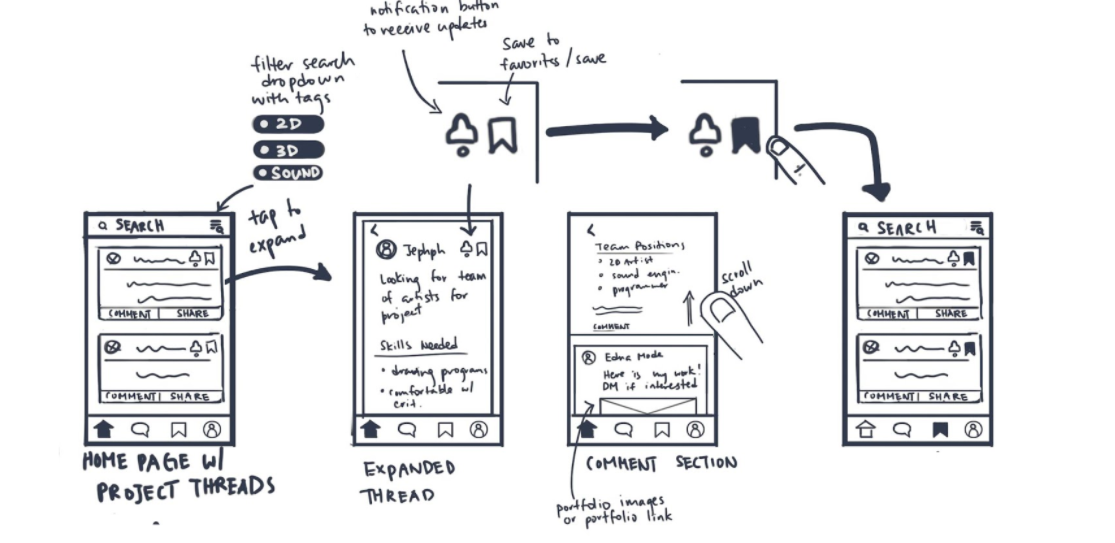 notification button
to receive updates
Save to
favorites/save
filter search
dropdown
with tags
2D
3D
SOUND
tap to
expand
SEARCH
COMMENT | SHARE
COMMENT | SHARE
HOME PAGE W/
PROJECT THREADS
Jephph
Looking for team
of artists for
project
Skills Needed
• drawing programs
• comfortable w/
crit.
EXPANDED
THREAD
Team Positions
• 2D Artist
• sound engin.
• programmer
COMMENT
scroll
down
Edna Mode
Here is my work!
DM if interested
COMMENT SECTION
portfolio images
or portfolio link
SEARCH
COMMENT | SHARE
COMMENT | SHARE